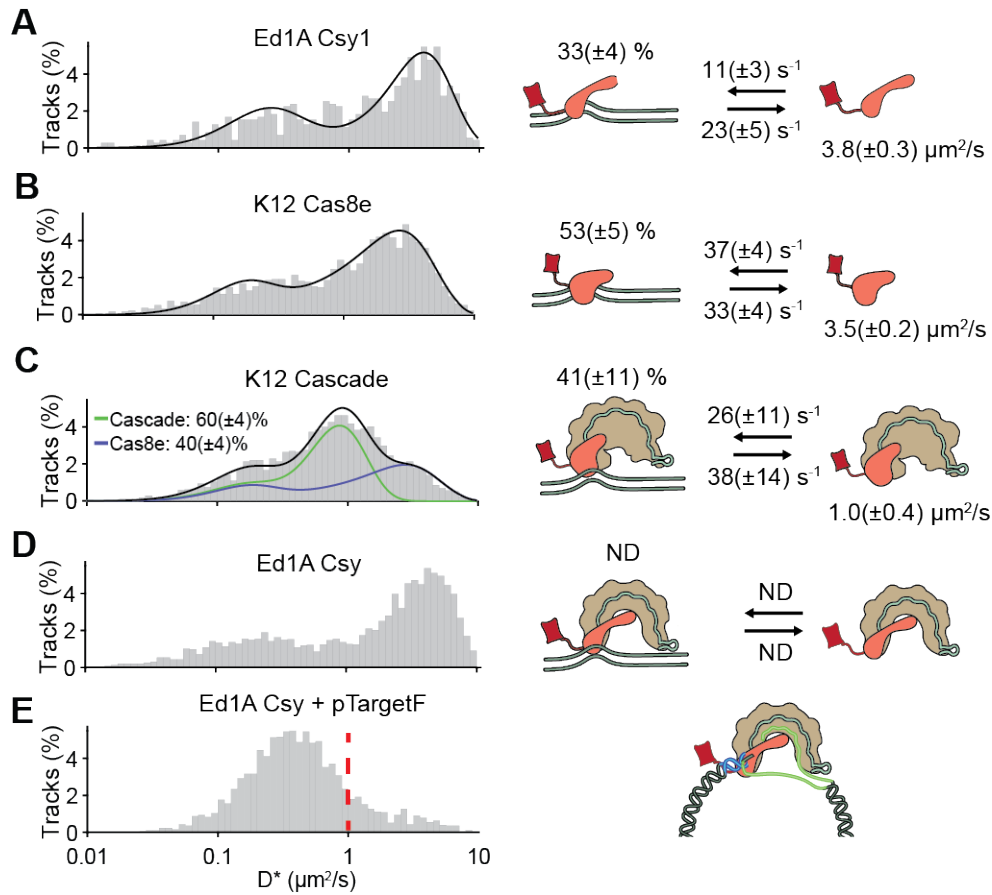 A
Ed1A Csy1
Tracks (%)
4
2
0
33(±4) %
11(±3) s⁻¹
23(±5) s⁻¹
3.8(±0.3) µm²/s
B
K12 Cas8e
Tracks (%)
4
2
0
53(±5) %
37(±4) s⁻¹
33(±4) s⁻¹
3.5(±0.2) µm²/s
C
K12 Cascade
Tracks (%)
4
2
0
Cascade: 60(±4)%
Cas8e: 40(±4)%
41(±11) %
26(±11) s⁻¹
38(±14) s⁻¹
1.0(±0.4) µm²/s
D
Ed1A Csy
Tracks (%)
4
2
0
ND
ND
ND
E
Ed1A Csy + pTargetF
Tracks (%)
4
2
0
0.01 0.1 1 10
D* (µm²/s)